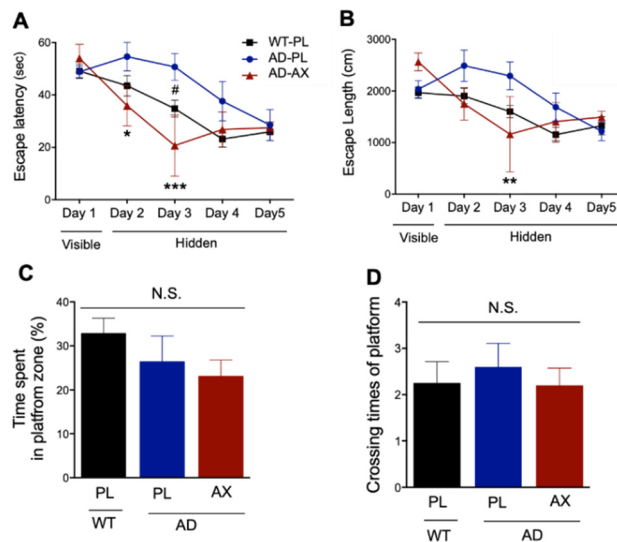 A
B
WT-PL
AD-PL
AD-AX
Escape latency (sec)
60
40
20
0
#
*
***
Day 1 Day 2 Day 3 Day 4 Day5
Visible Hidden
Escape Length (cm)
3000
2000
1000
0
**
Day 1 Day 2 Day 3 Day 4 Day5
Visible Hidden
C
D
N.S.
Time spent
in platfrom zone (%)
40
30
20
10
0
PL PL AX
WT AD
N.S.
Crossing times of platform
4
3
2
1
0
PL PL AX
WT AD